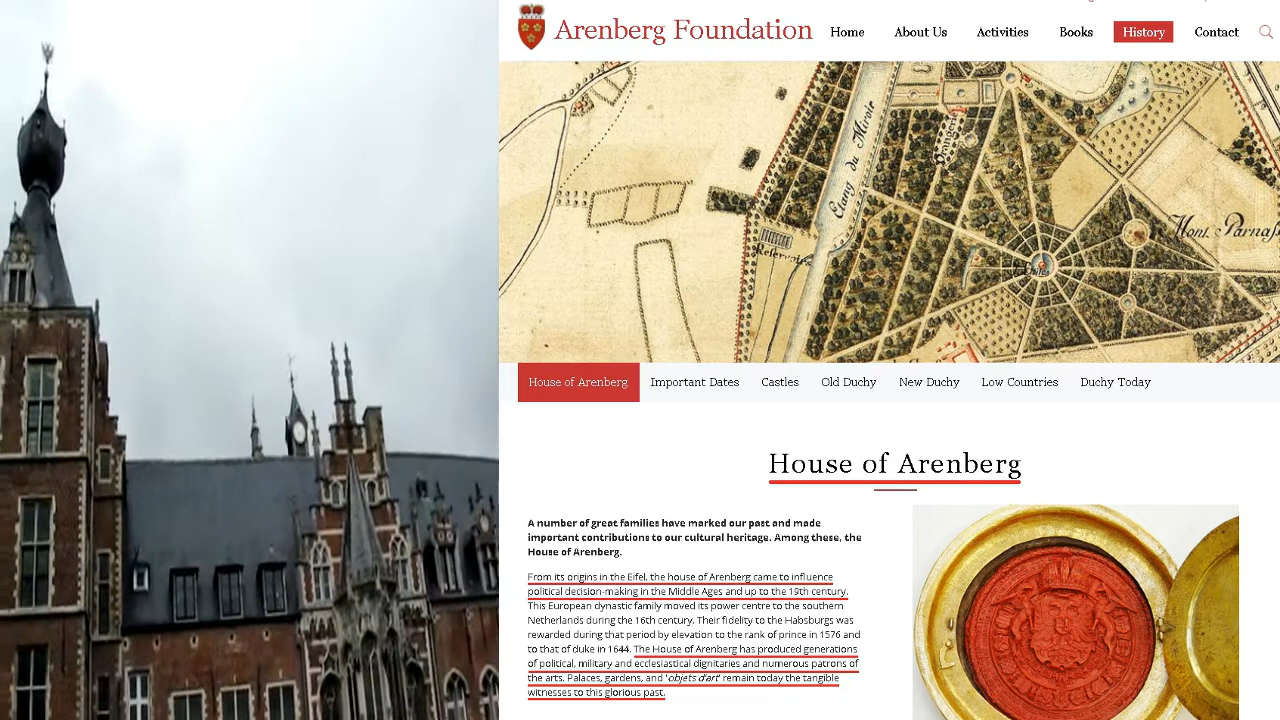 Arenberg Foundation
Home
About Us
Activities
Books
History
Contact
Etang du Miroir
Orangerie
Reservoirs
Mont Parnass
House of Arenberg
Important Dates
Castles
Old Duchy
New Duchy
Low Countries
Duchy Today
House of Arenberg
A number of great families have marked our past and made
important contributions to our cultural heritage. Among these, the
House of Arenberg.
From its origins in the Eifel, the house of Arenberg came to influence
political decision-making in the Middle Ages and up to the 19th century.
This European dynastic family moved its power centre to the southern
Netherlands during the 16th century. Their fidelity to the Habsburgs was
rewarded during that period by elevation to the rank of prince in 1576 and
to that of duke in 1644. The House of Arenberg has produced generations
of political, military and ecclesiastical dignitaries and numerous patrons of
the arts. Palaces, gardens, and 'objets d'art' remain today the tangible
witnesses to this glorious past.